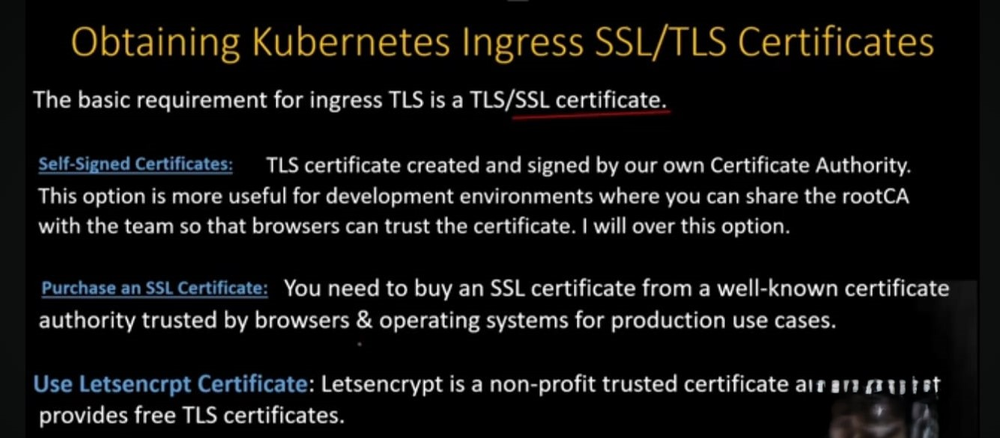 Obtaining Kubernetes Ingress SSL/TLS Certificates
The basic requirement for ingress TLS is a TLS/SSL certificate.
Self-Signed Certificates: TLS certificate created and signed by our own Certificate Authority.
This option is more useful for development environments where you can share the rootCA
with the team so that browsers can trust the certificate. I will over this option.
Purchase an SSL Certificate: You need to buy an SSL certificate from a well-known certificate
authority trusted by browsers & operating systems for production use cases.
Use Letsencrpt Certificate: Letsencrypt is a non-profit trusted certificate
provides free TLS certificates.